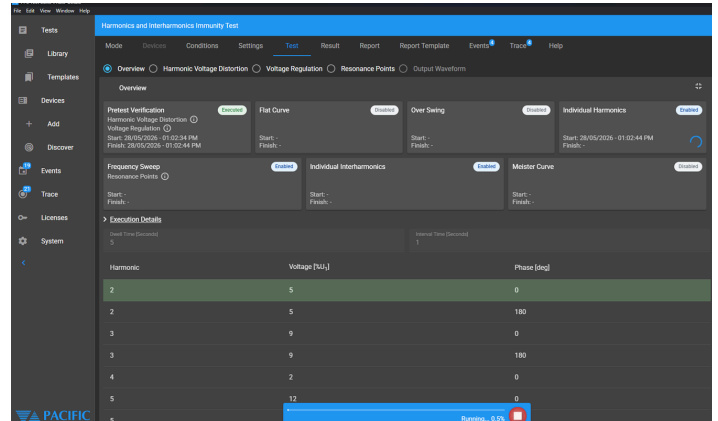 File Edit View Window Help
Harmonics and Interharmonics Immunity Test
Tests
Mode Devices Conditions Settings Test Result Report Report Template Events 4 Trace 4 Help
Library
Overview Harmonic Voltage Distortion Voltage Regulation Resonance Points Output Waveform
Templates
Overview
Devices
Pretest Verification Executed
Harmonic Voltage Distortion
Voltage Regulation
Start: 28/05/2026 - 01:02:34 PM
Finish: 28/05/2026 - 01:02:44 PM
Flat Curve Disabled
Start: -
Finish: -
Over Swing Disabled
Start: -
Finish: -
Individual Harmonics Enabled
Start: 28/05/2026 - 01:02:44 PM
Finish: -
Add
Discover
Events 19
Frequency Sweep Enabled
Resonance Points
Start: -
Finish: -
Individual Interharmonics Enabled
Start: -
Finish: -
Meister Curve Disabled
Start: -
Finish: -
Trace 21
Licenses
Execution Details
System
Dwell Time [Seconds]
5
Interval Time [Seconds]
1
Harmonic Voltage [%U1] Phase [deg]
2 5 0
2 5 180
3 9 0
3 9 180
4 2 0
5 12 0
5
Running... 0.5%
PACIFIC